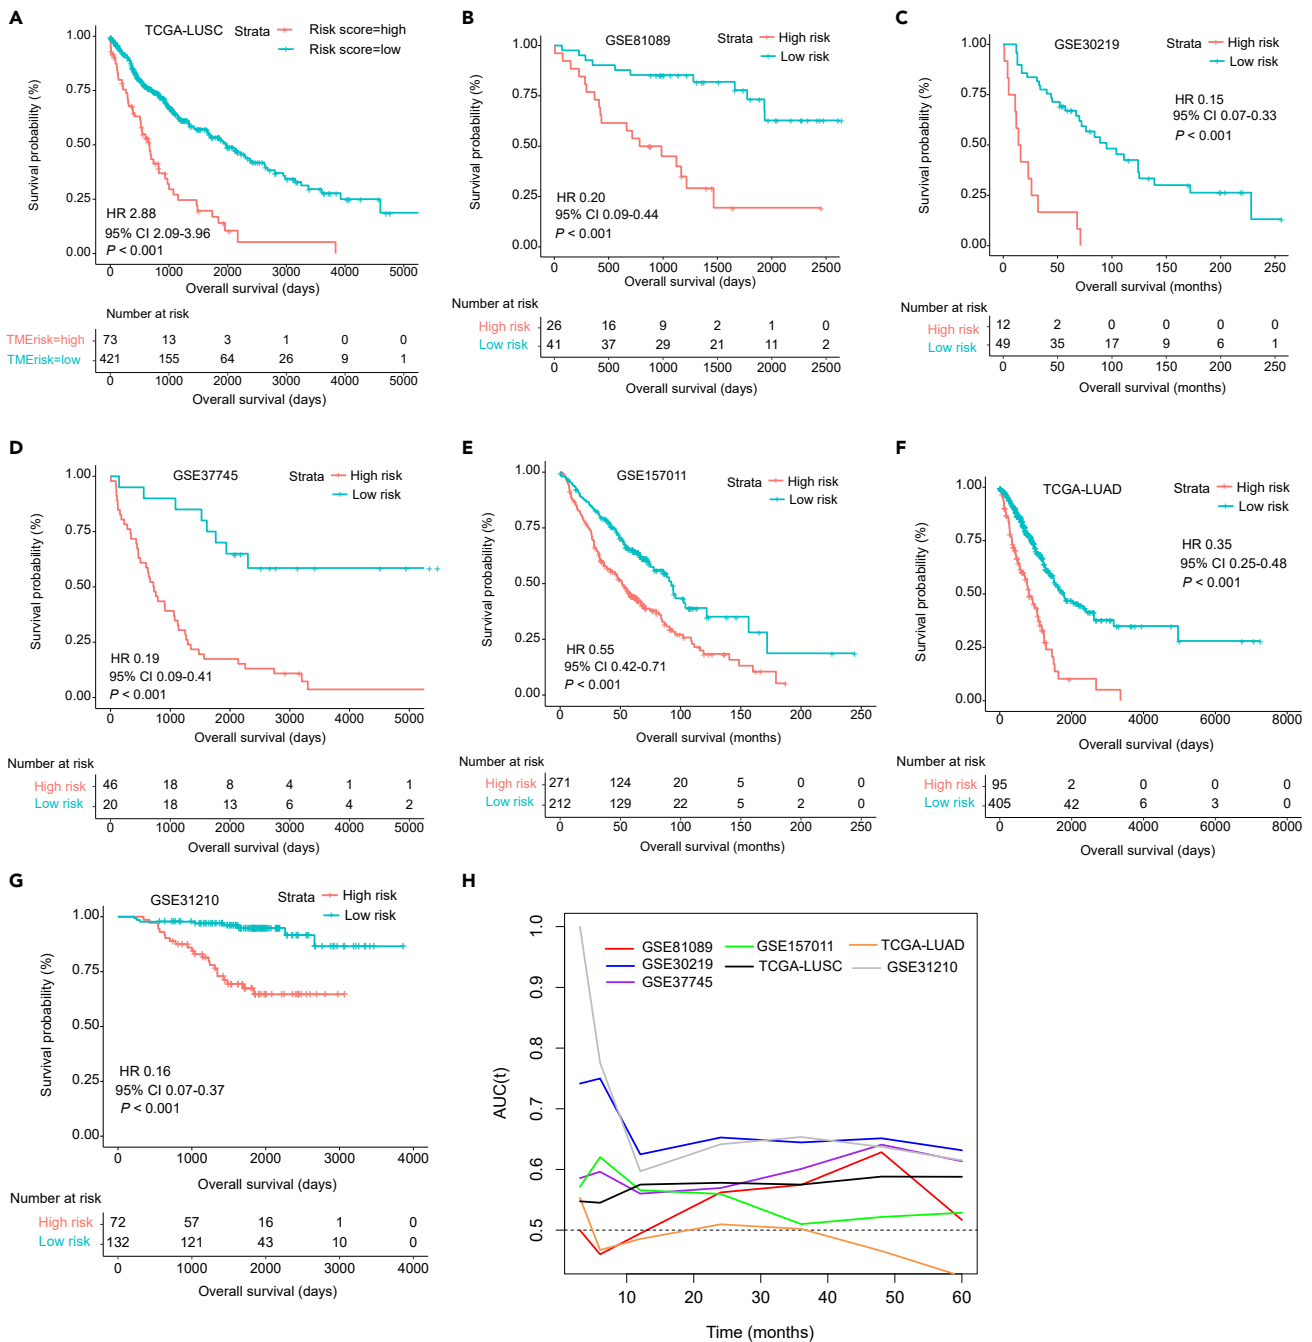 A
TCGA-LUSC
Strata
Risk score=high
Risk score=low
Survival probability (%)
1.00
0.75
0.50
0.25
0.00
HR 2.88
95% CI 2.09-3.96
P < 0.001
0 1000 2000 3000 4000 5000
Overall survival (days)
Number at risk
TMErisk=high 73 13 3 1 0 0
TMErisk=low 421 155 64 26 9 1
0 1000 2000 3000 4000 5000
Overall survival (days)
B
GSE81089
Strata
High risk
Low risk
Survival probability (%)
1.00
0.75
0.50
0.25
0.00
HR 0.20
95% CI 0.09-0.44
P < 0.001
0 500 1000 1500 2000 2500
Overall survival (days)
Number at risk
High risk 26 16 9 2 1 0
Low risk 41 37 29 21 11 2
0 500 1000 1500 2000 2500
Overall survival (days)
C
GSE30219
Strata
High risk
Low risk
Survival probability (%)
1.00
0.75
0.50
0.25
0.00
HR 0.15
95% CI 0.07-0.33
P < 0.001
0 50 100 150 200 250
Overall survival (months)
Number at risk
High risk 12 2 0 0 0 0
Low risk 49 35 17 9 6 1
0 50 100 150 200 250
Overall survival (months)
D
GSE37745
Strata
High risk
Low risk
Survival probability (%)
1.00
0.75
0.50
0.25
0.00
HR 0.19
95% CI 0.09-0.41
P < 0.001
0 1000 2000 3000 4000 5000
Overall survival (days)
Number at risk
High risk 46 18 8 4 1 1
Low risk 20 18 13 6 4 2
0 1000 2000 3000 4000 5000
Overall survival (days)
E
GSE157011
Strata
High risk
Low risk
Survival probability (%)
1.00
0.75
0.50
0.25
0.00
HR 0.55
95% CI 0.42-0.71
P < 0.001
0 50 100 150 200 250
Overall survival (months)
Number at risk
High risk 271 124 20 5 0 0
Low risk 212 129 22 5 2 0
0 50 100 150 200 250
Overall survival (months)
F
TCGA-LUAD
Strata
High risk
Low risk
Survival probability (%)
1.00
0.75
0.50
0.25
0.00
HR 0.35
95% CI 0.25-0.48
P < 0.001
0 2000 4000 6000 8000
Overall survival (days)
Number at risk
High risk 95 2 0 0 0
Low risk 405 42 6 3 0
0 2000 4000 6000 8000
Overall survival (days)
G
GSE31210
Strata
High risk
Low risk
Survival probability (%)
1.00
0.75
0.50
0.25
0.00
HR 0.16
95% CI 0.07-0.37
P < 0.001
0 1000 2000 3000 4000
Overall survival (days)
Number at risk
High risk 72 57 16 1 0
Low risk 132 121 43 10 0
0 1000 2000 3000 4000
Overall survival (days)
H
AUC(t)
1.0
0.9
0.8
0.7
0.6
0.5
GSE81089 GSE157011 TCGA-LUAD
GSE30219 TCGA-LUSC GSE31210
GSE37745
10 20 30 40 50 60
Time (months)